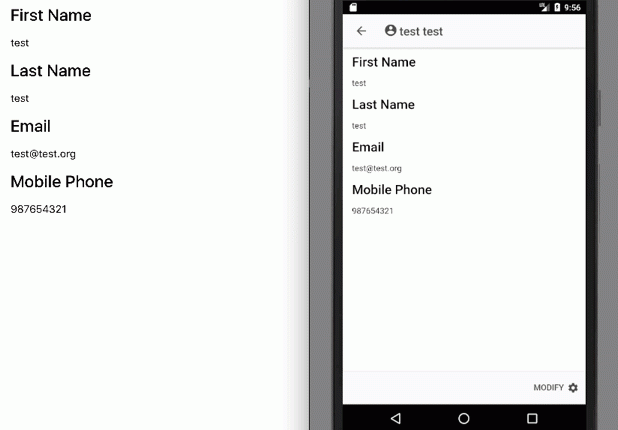 First Name
test
Last Name
test
Email
test@test.org
Mobile Phone
987654321
9:56
test test
First Name
test
Last Name
test
Email
test@test.org
Mobile Phone
987654321
MODIFY